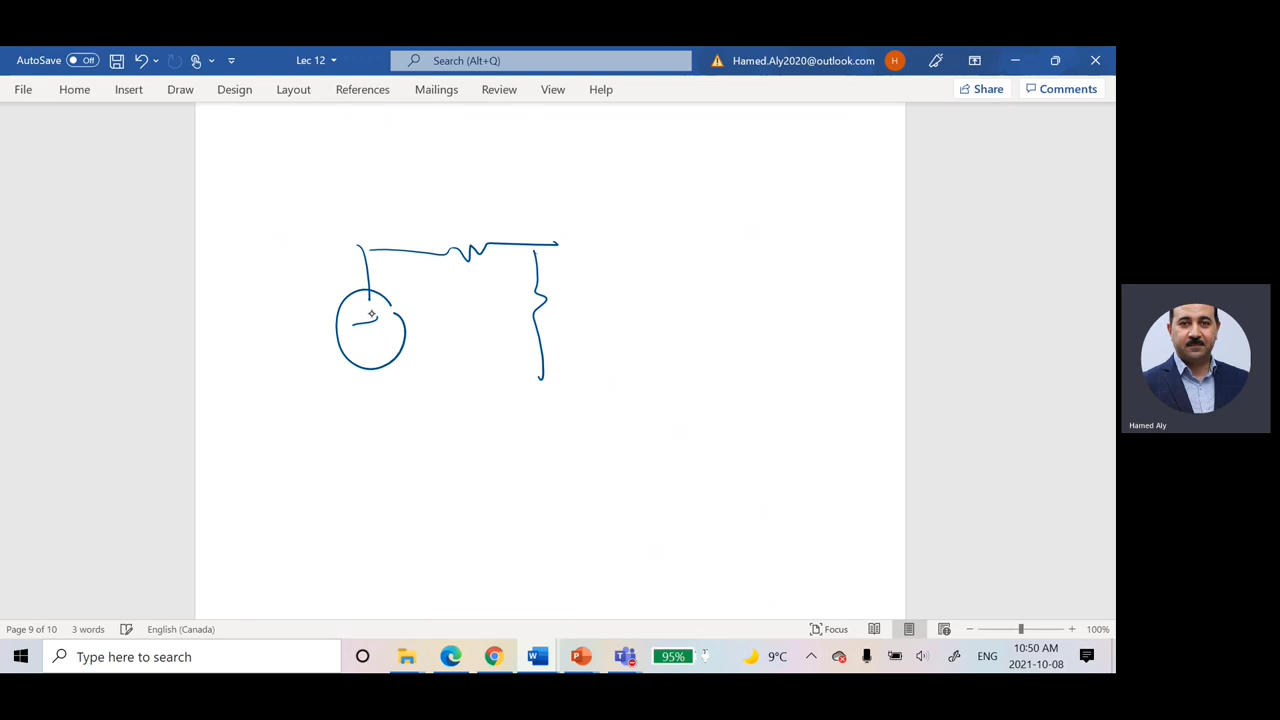 AutoSave Off Lec 12 Search (Alt+Q) Hamed.Aly2020@outlook.com H
File Home Insert Draw Design Layout References Mailings Review View Help Share Comments
Hamed Aly
Page 9 of 10 3 words English (Canada) Focus 100%
Type here to search 95% 9°C ENG 10:50 AM
2021-10-08